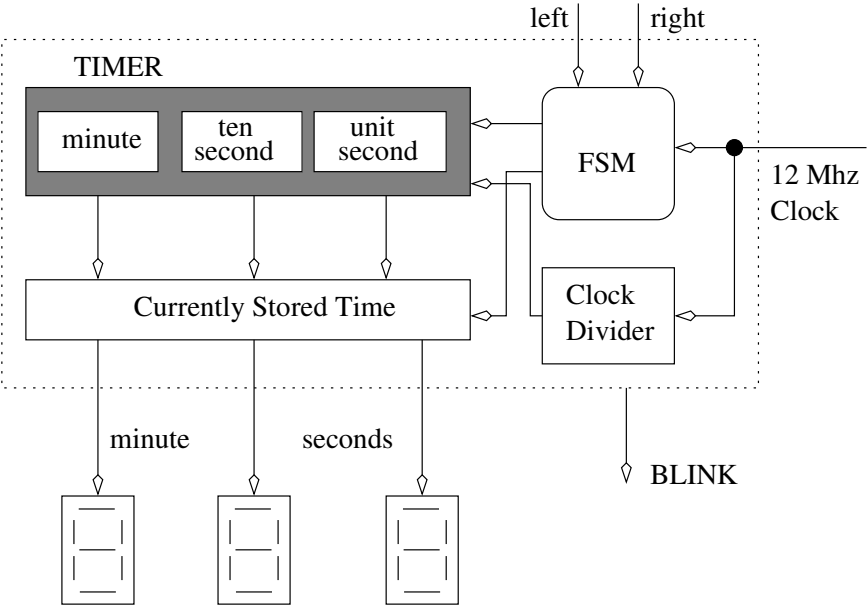 left
right
TIMER
minute
ten
second
unit
second
FSM
12 Mhz
Clock
Currently Stored Time
Clock
Divider
minute
seconds
BLINK